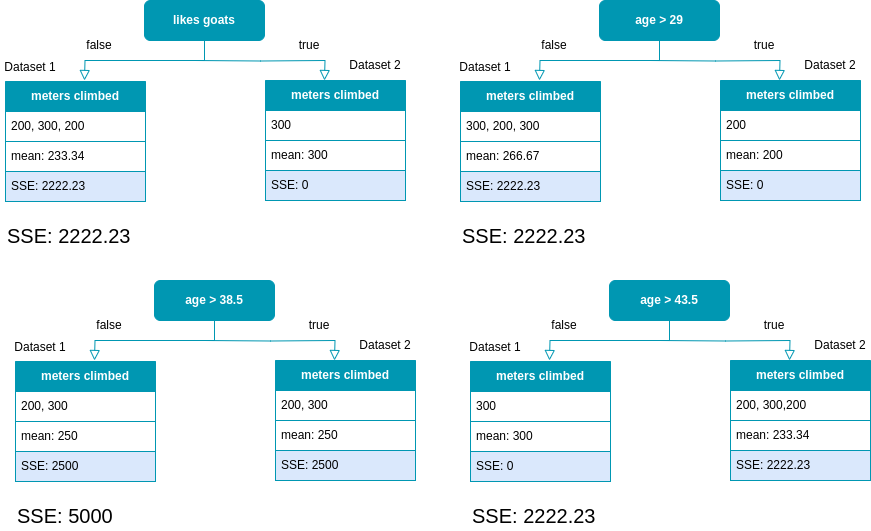 likes goats
false
true
Dataset 1
Dataset 2
meters climbed
200, 300, 200
mean: 233.34
SSE: 2222.23
meters climbed
300
mean: 300
SSE: 0
SSE: 2222.23
age > 29
false
true
Dataset 1
Dataset 2
meters climbed
300, 200, 300
mean: 266.67
SSE: 2222.23
meters climbed
200
mean: 200
SSE: 0
SSE: 2222.23
age > 38.5
false
true
Dataset 1
Dataset 2
meters climbed
200, 300
mean: 250
SSE: 2500
meters climbed
200, 300
mean: 250
SSE: 2500
SSE: 5000
age > 43.5
false
true
Dataset 1
Dataset 2
meters climbed
300
mean: 300
SSE: 0
meters climbed
200, 300,200
mean: 233.34
SSE: 2222.23
SSE: 2222.23